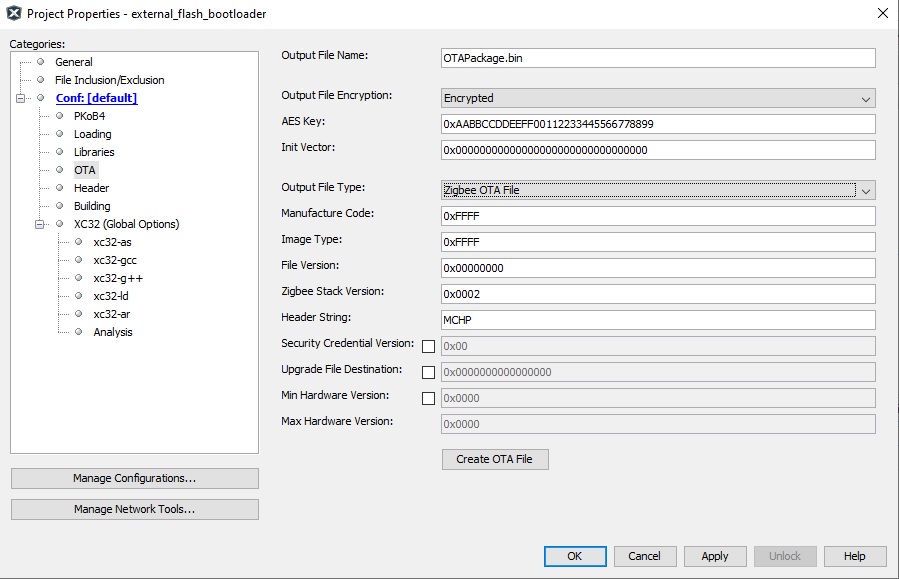 Project Properties - external_flash_bootloader
Categories:
General
File Inclusion/Exclusion
Conf: [default]
PKoB4
Loading
Libraries
OTA
Header
Building
XC32 (Global Options)
xc32-as
xc32-gcc
xc32-g++
xc32-ld
xc32-ar
Analysis
Manage Configurations...
Manage Network Tools...
Output File Name: OTAPackage.bin
Output File Encryption: Encrypted
AES Key: 0xAABBCCDDEEFF00112233445566778899
Init Vector: 0x00000000000000000000000000000000
Output File Type: Zigbee OTA File
Manufacture Code: 0xFFFF
Image Type: 0xFFFF
File Version: 0x00000000
Zigbee Stack Version: 0x0002
Header String: MCHP
Security Credential Version: 0x00
Upgrade File Destination: 0x0000000000000000
Min Hardware Version: 0x0000
Max Hardware Version: 0x0000
Create OTA File
OK Cancel Apply Unlock Help